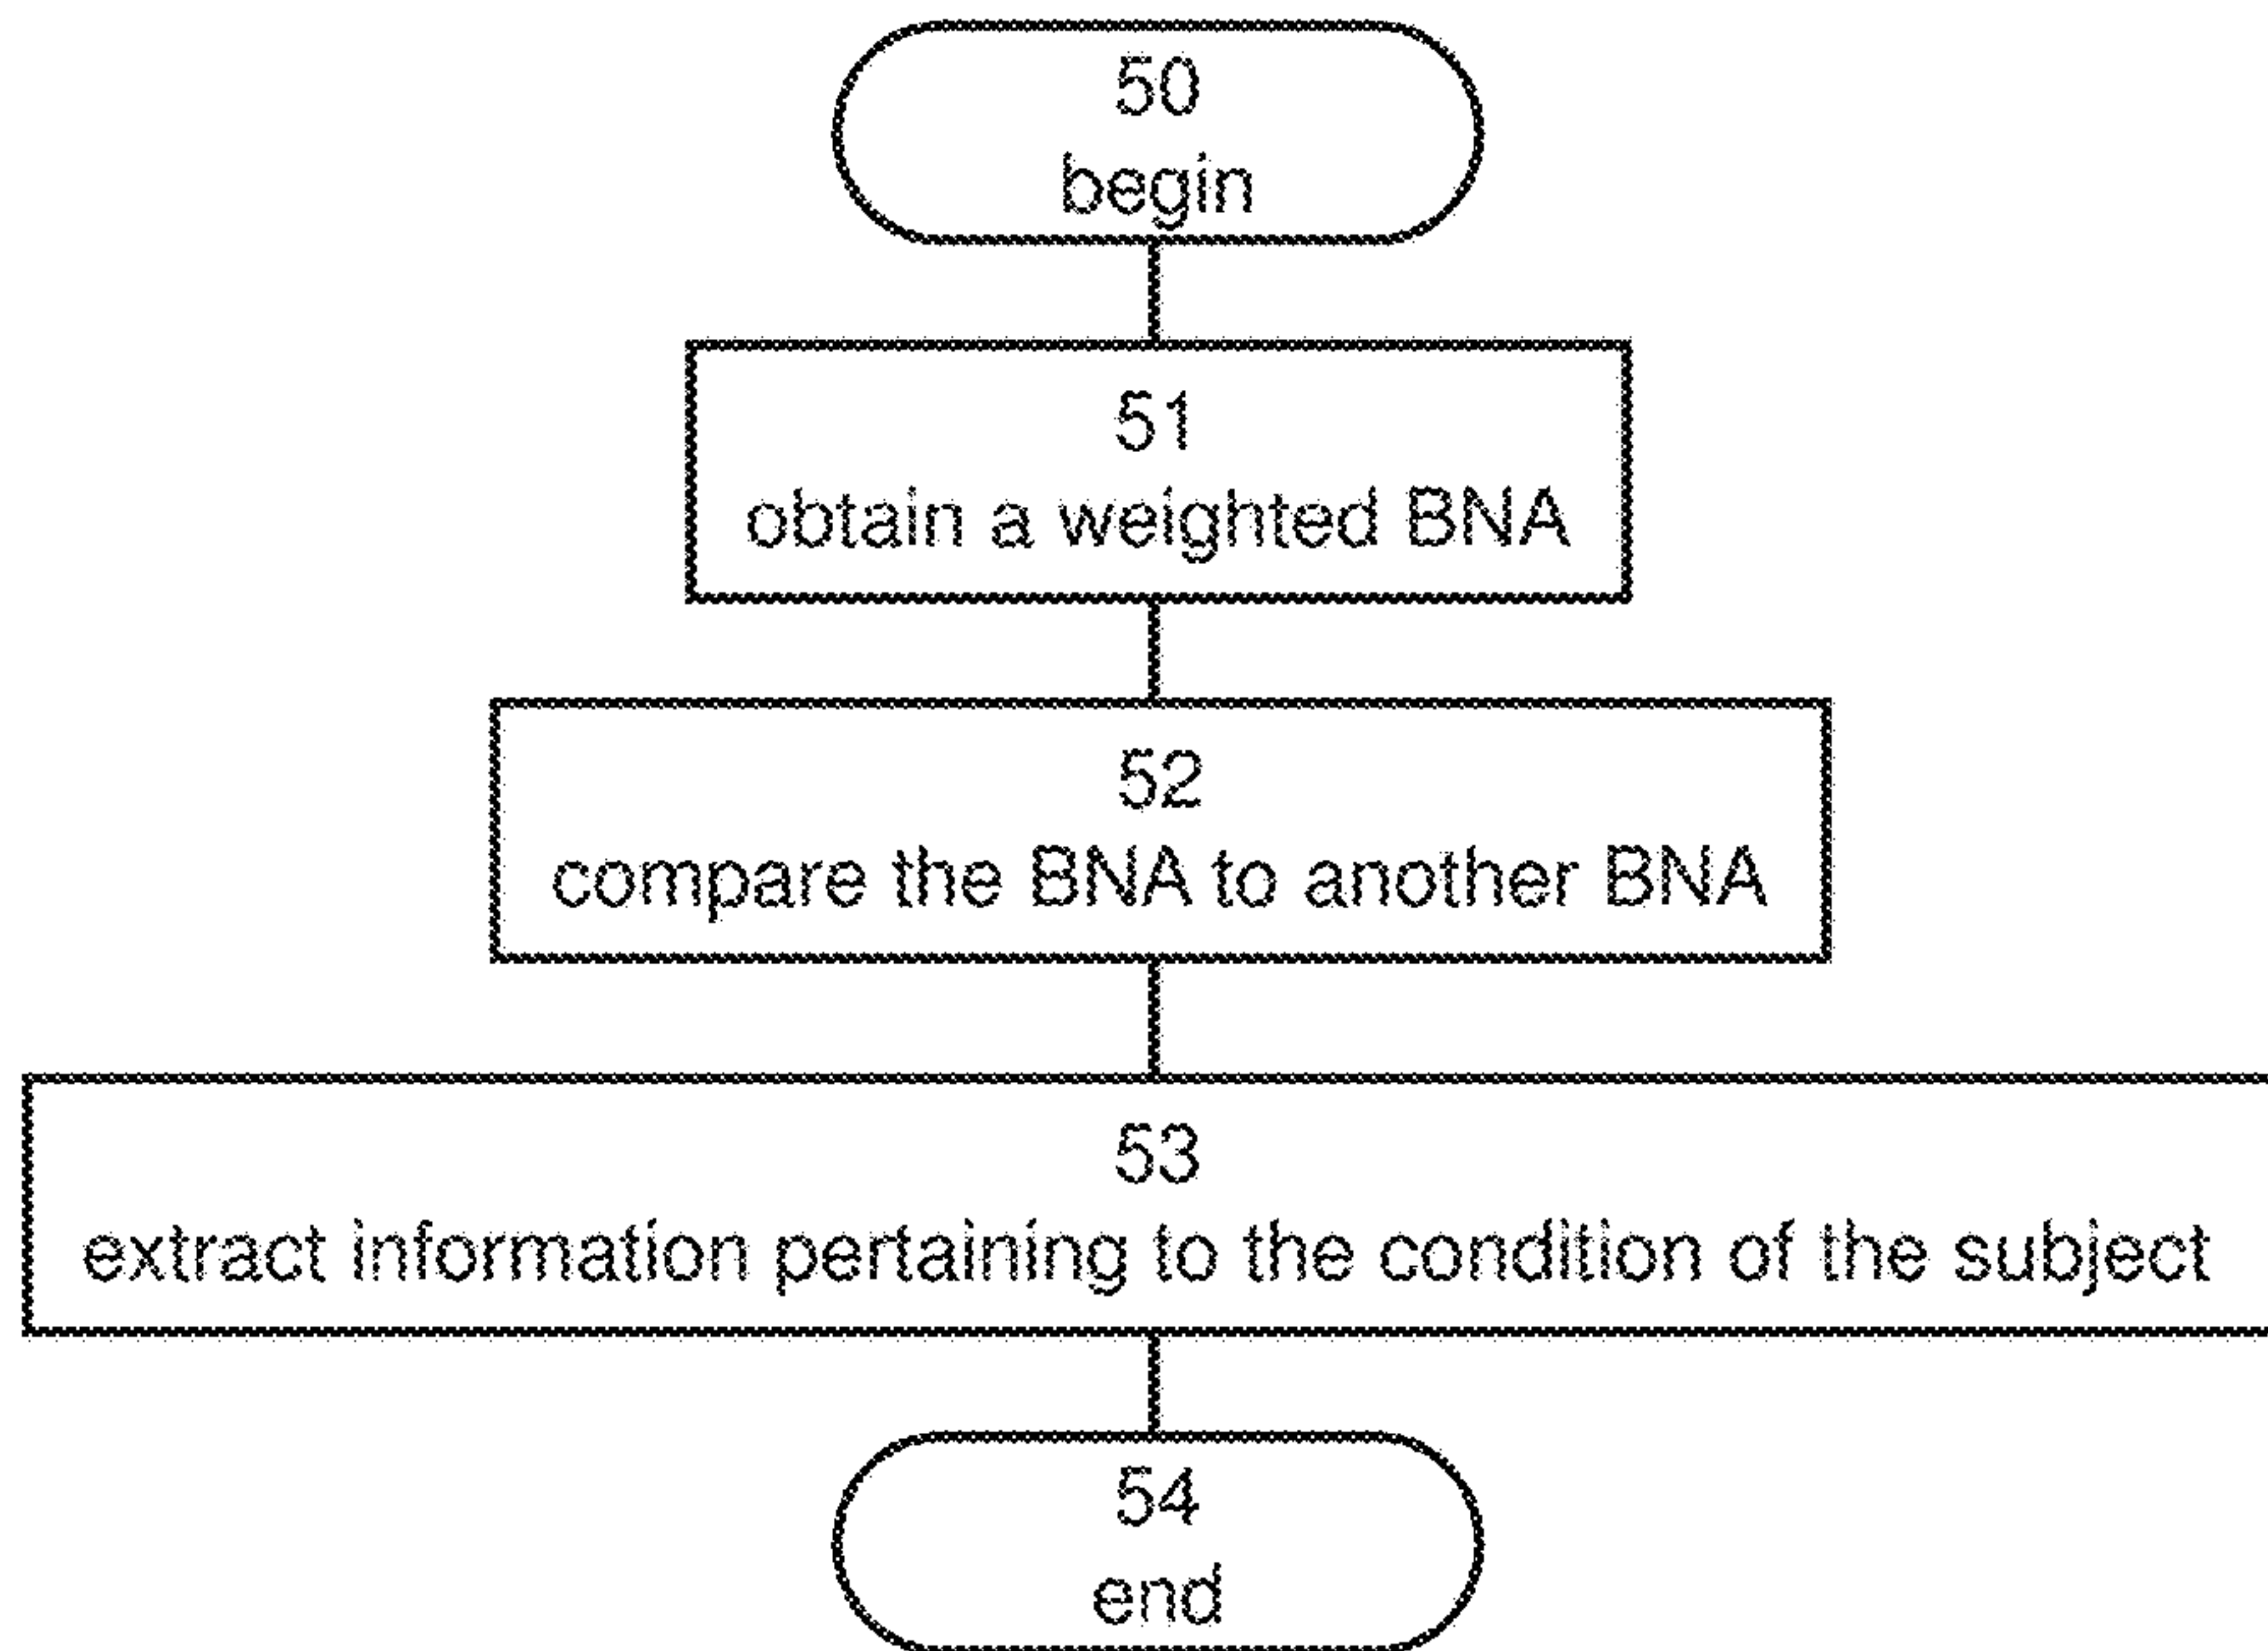 50
begin
51
obtain a weighted BNA
52
compare the BNA to another BNA
53
extract information pertaining to the condition of the subject
54
end